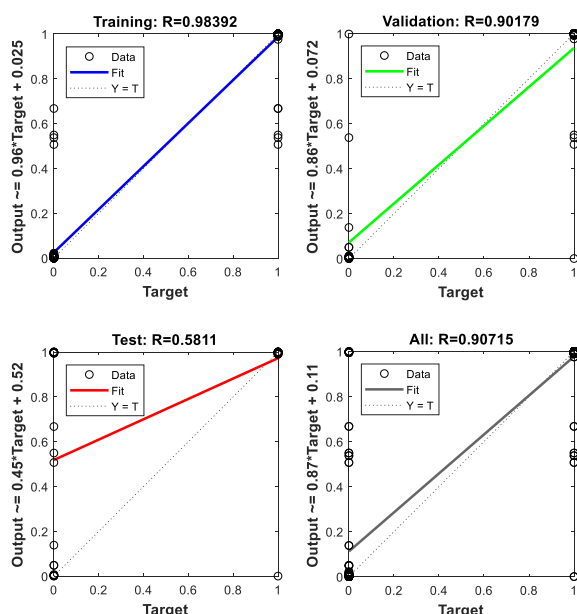 Training: R=0.98392
Output ~= 0.96*Target + 0.025
Data
Fit
Y = T
1
0.8
0.6
0.4
0.2
0
0 0.2 0.4 0.6 0.8 1
Target
Validation: R=0.90179
Output ~= 0.86*Target + 0.072
Data
Fit
Y = T
1
0.8
0.6
0.4
0.2
0
0 0.2 0.4 0.6 0.8 1
Target
Test: R=0.5811
Output ~= 0.45*Target + 0.52
Data
Fit
Y = T
1
0.8
0.6
0.4
0.2
0
0 0.2 0.4 0.6 0.8 1
Target
All: R=0.90715
Output ~= 0.87*Target + 0.11
Data
Fit
Y = T
1
0.8
0.6
0.4
0.2
0
0 0.2 0.4 0.6 0.8 1
Target